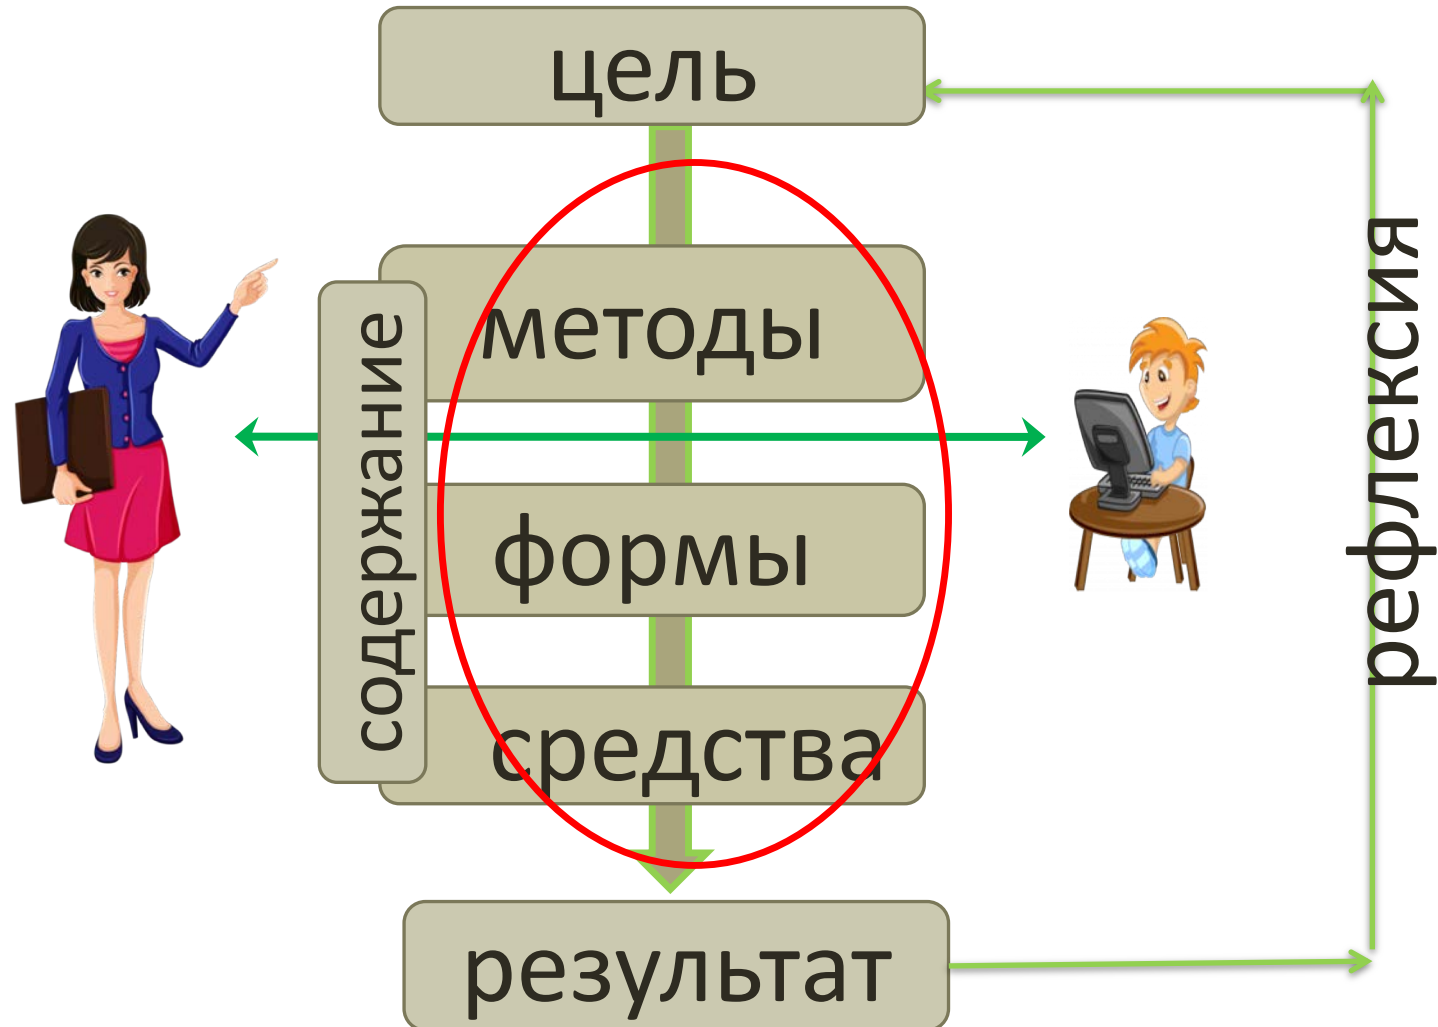 цель
методы
содержание
формы
средства
результат
рефлексия